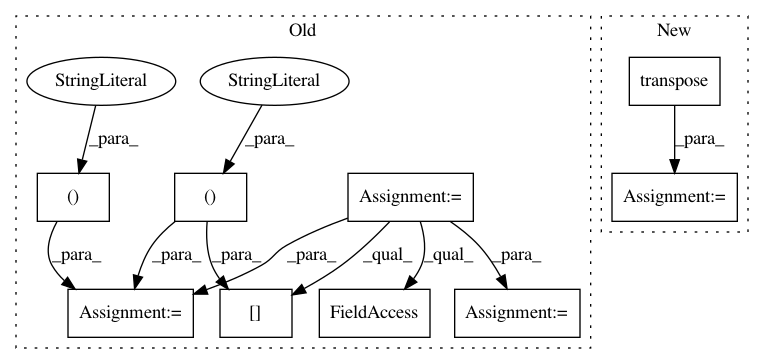 Old
New
StringLiteral
StringLiteral
transpose
_para_
_para_
_para_
()
()
Assignment:=
Assignment:=
_para_
_para_
_para_
_para_
_qual_
_qual_
_para_
Assignment:=
[]
FieldAccess
Assignment:=